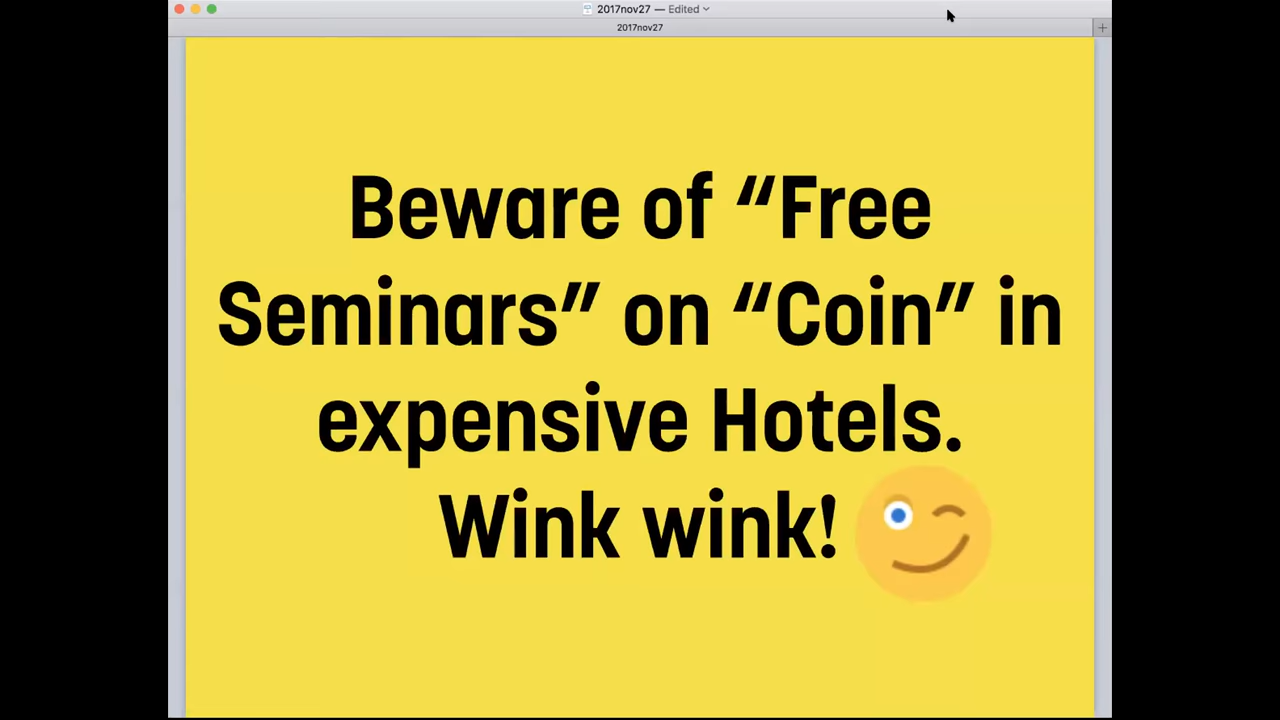 2017nov27 — Edited
2017nov27
Beware of “Free
Seminars” on “Coin” in
expensive Hotels.
Wink wink!